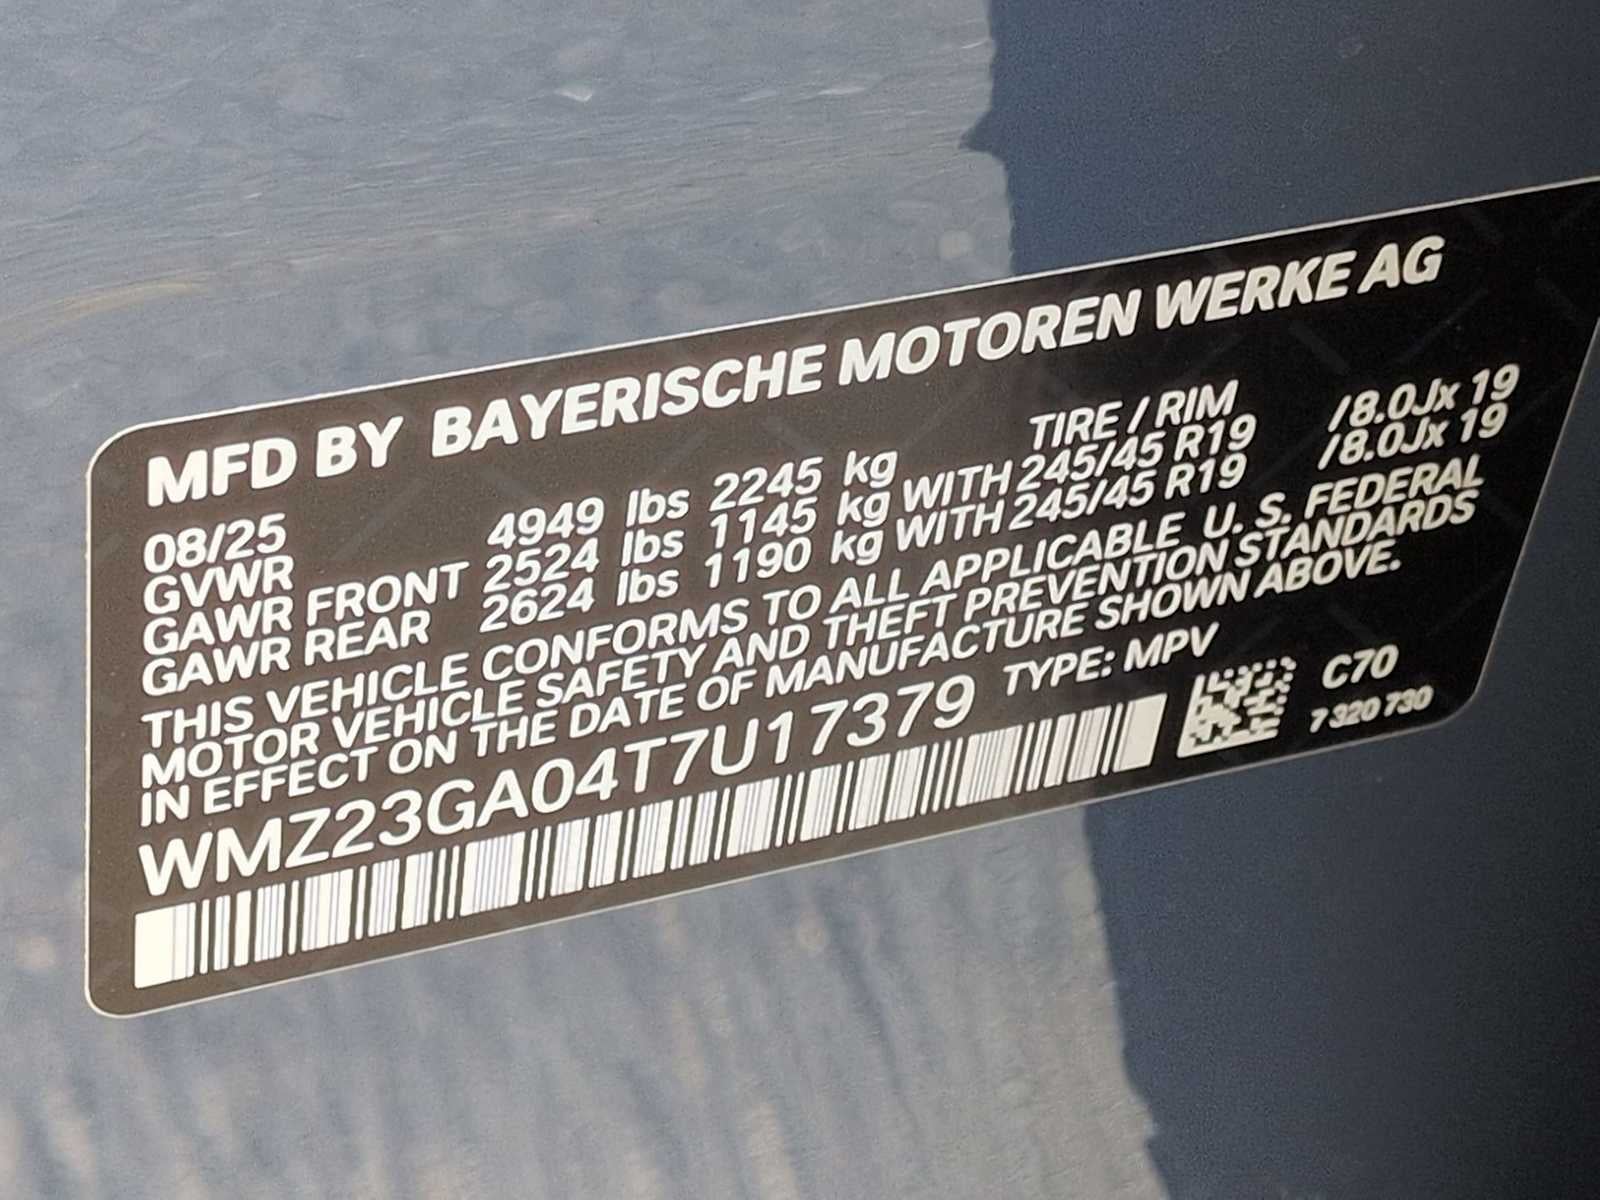 MFD BY BAYERISCHE MOTOREN WERKE AG
08/25 TIRE / RIM
GVWR 4949 lbs 2245 kg
GAWR FRONT 2524 lbs 1145 kg WITH 245/45 R19 /8.0Jx 19
GAWR REAR 2624 lbs 1190 kg WITH 245/45 R19 /8.0Jx 19
THIS VEHICLE CONFORMS TO ALL APPLICABLE U. S. FEDERAL
MOTOR VEHICLE SAFETY AND THEFT PREVENTION STANDARDS
IN EFFECT ON THE DATE OF MANUFACTURE SHOWN ABOVE.
WMZ23GA04T7U17379 TYPE: MPV
C70
7 320 730